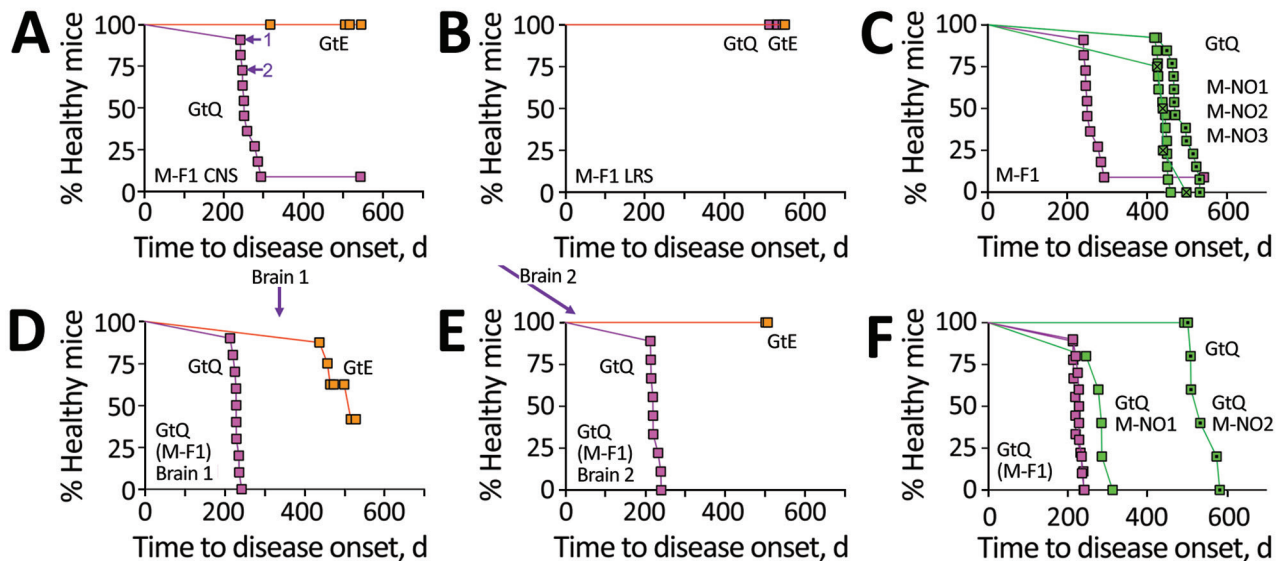 A
% Healthy mice
100
75
50
25
0
1
2
GtE
GtQ
M-F1 CNS
0 200 400 600
Time to disease onset, d
B
% Healthy mice
100
75
50
25
0
GtQ GtE
M-F1 LRS
0 200 400 600
Time to disease onset, d
C
% Healthy mice
100
75
50
25
0
GtQ
M-NO1
M-NO2
M-NO3
M-F1
0 200 400 600
Time to disease onset, d
Brain 1
D
% Healthy mice
100
75
50
25
0
GtQ
GtE
GtQ
(M-F1)
Brain 1
0 200 400 600
Time to disease onset, d
Brain 2
E
% Healthy mice
100
75
50
25
0
GtE
GtQ
GtQ
(M-F1)
Brain 2
0 200 400 600
Time to disease onset, d
F
% Healthy mice
100
75
50
25
0
GtQ
GtQ
M-NO1
GtQ
M-NO2
GtQ
(M-F1)
0 200 400 600
Time to disease onset, d